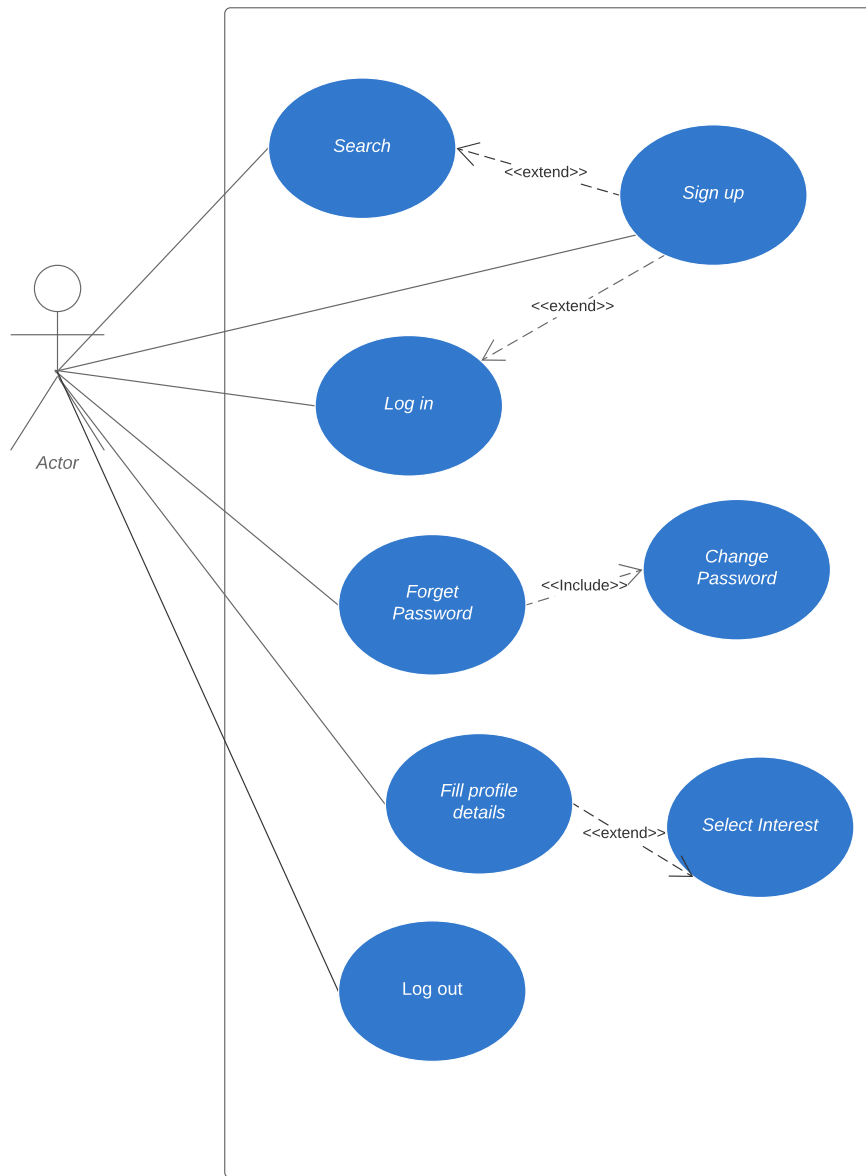 Search
<<extend>>
Sign up
<<extend>>
Log in
Actor
Change
Password
<<Include>>
Forget
Password
Fill profile
details
<<extend>>
Select Interest
Log out